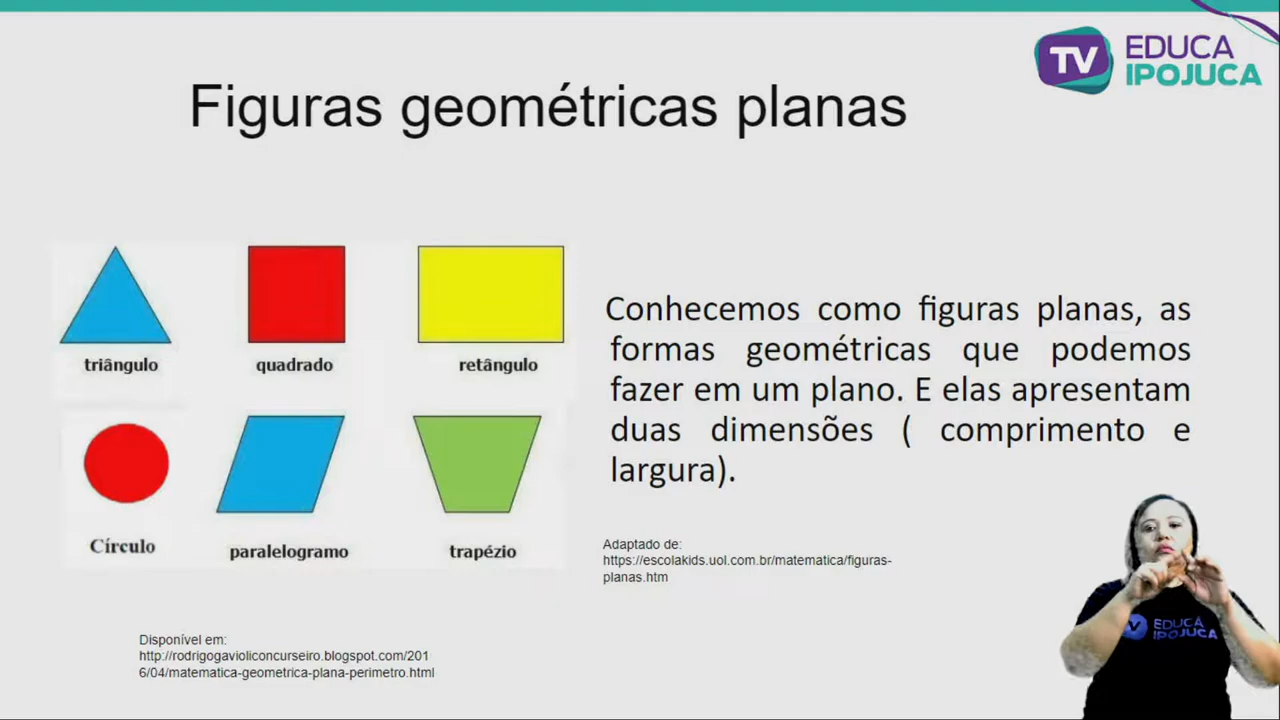 TV EDUCA
IPOJUCA
Figuras geométricas planas
triângulo quadrado retângulo
Círculo paralelogramo trapézio
Conhecemos como figuras planas, as
formas geométricas que podemos
fazer em um plano. E elas apresentam
duas dimensões ( comprimento e
largura).
Adaptado de:
https://escolakids.uol.com.br/matematica/figuras-
planas.htm
Disponível em:
http://rodrigogavioliconcurseiro.blogspot.com/201
6/04/matematica-geometrica-plana-perimetro.html
TV EDUCA
IPOJUCA